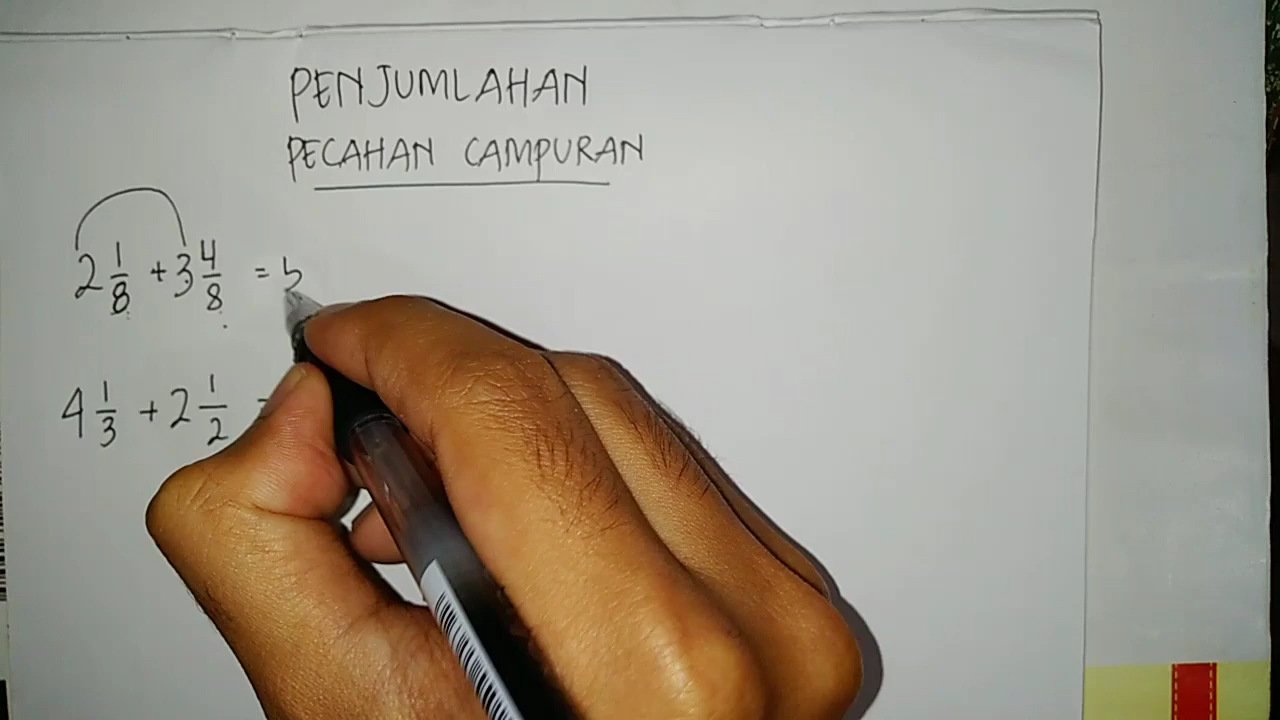 PENJUMLAHAN
PECAHAN CAMPURAN
2 1/8 + 3 4/8 = 5
4 1/3 + 2 1/2 =